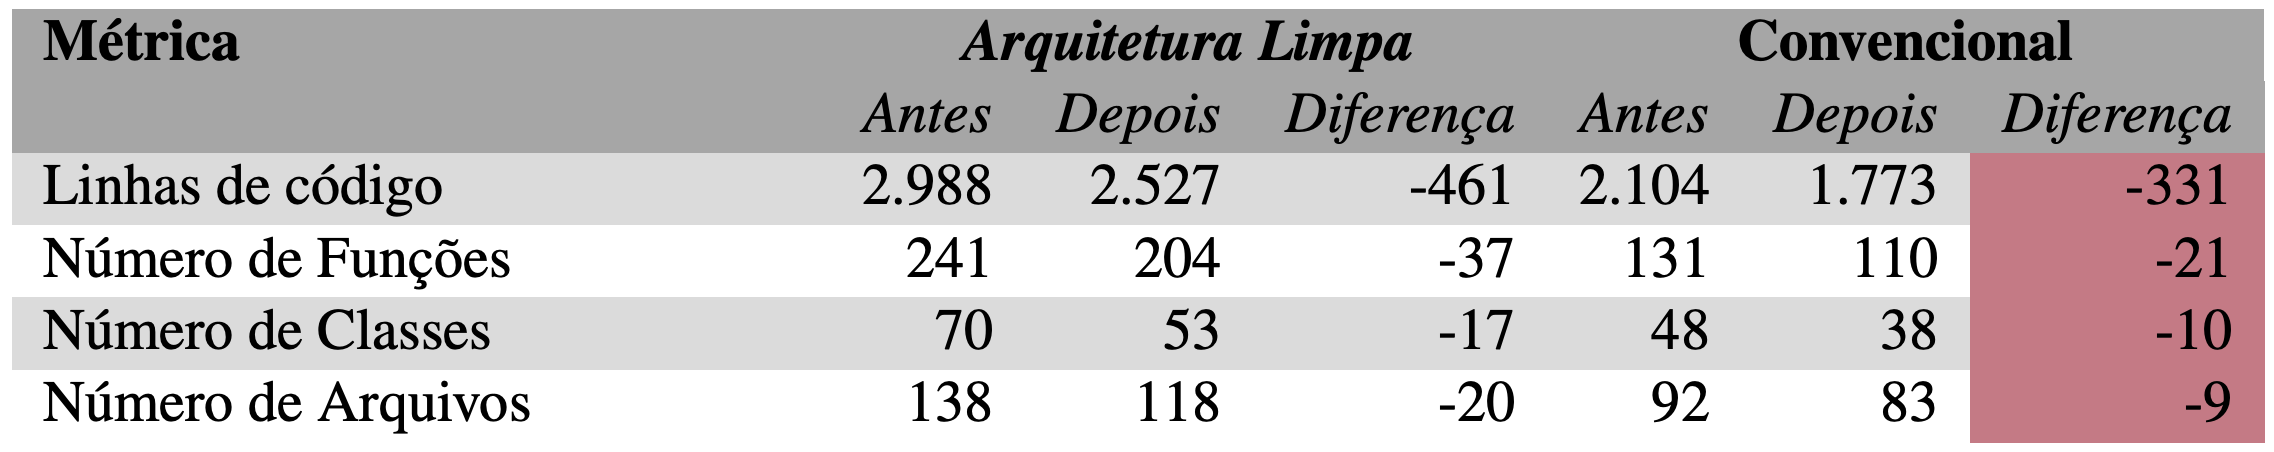 Métrica Arquitetura Limpa Convencional
Antes Depois Diferença Antes Depois Diferença
Linhas de código 2.988 2.527 -461 2.104 1.773 -331
Número de Funções 241 204 -37 131 110 -21
Número de Classes 70 53 -17 48 38 -10
Número de Arquivos 138 118 -20 92 83 -9